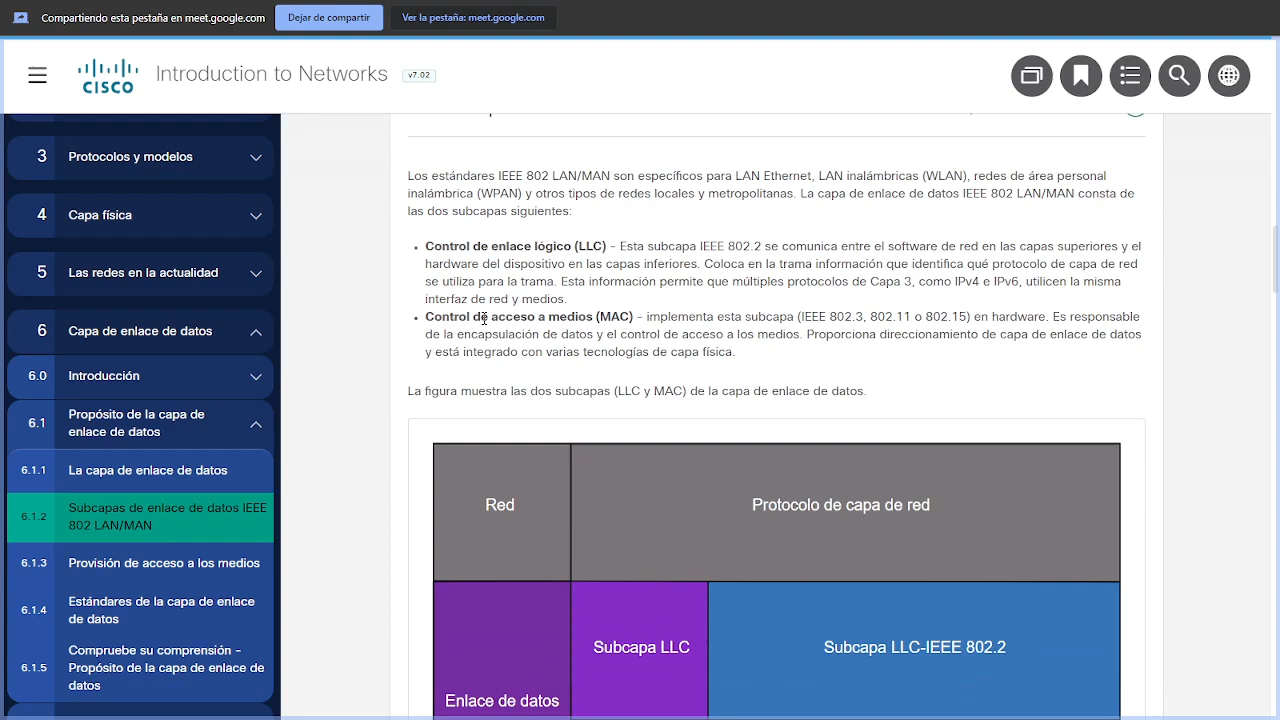 Compartiendo esta pestaña en meet.google.com
Dejar de compartir
Ver la pestaña: meet.google.com
CISCO
Introduction to Networks
v7.02
3 Protocolos y modelos
4 Capa física
5 Las redes en la actualidad
6 Capa de enlace de datos
6.0 Introducción
6.1 Propósito de la capa de
enlace de datos
6.1.1 La capa de enlace de datos
6.1.2 Subcapas de enlace de datos IEEE
802 LAN/MAN
6.1.3 Provisión de acceso a los medios
6.1.4 Estándares de la capa de enlace
de datos
6.1.5 Compruebe su comprensión –
Propósito de la capa de enlace de
datos
Los estándares IEEE 802 LAN/MAN son específicos para LAN Ethernet, LAN inalámbricas (WLAN), redes de área personal
inalámbrica (WPAN) y otros tipos de redes locales y metropolitanas. La capa de enlace de datos IEEE 802 LAN/MAN consta de
las dos subcapas siguientes:
• Control de enlace lógico (LLC) – Esta subcapa IEEE 802.2 se comunica entre el software de red en las capas superiores y el
hardware del dispositivo en las capas inferiores. Coloca en la trama información que identifica qué protocolo de capa de red
se utiliza para la trama. Esta información permite que múltiples protocolos de Capa 3, como IPv4 e IPv6, utilicen la misma
interfaz de red y medios.
• Control de acceso a medios (MAC) – implementa esta subcapa (IEEE 802.3, 802.11 o 802.15) en hardware. Es responsable
de la encapsulación de datos y el control de acceso a los medios. Proporciona direccionamiento de capa de enlace de datos
y está integrado con varias tecnologías de capa física.
La figura muestra las dos subcapas (LLC y MAC) de la capa de enlace de datos.
Red
Protocolo de capa de red
Subcapa LLC
Subcapa LLC-IEEE 802.2
Enlace de datos